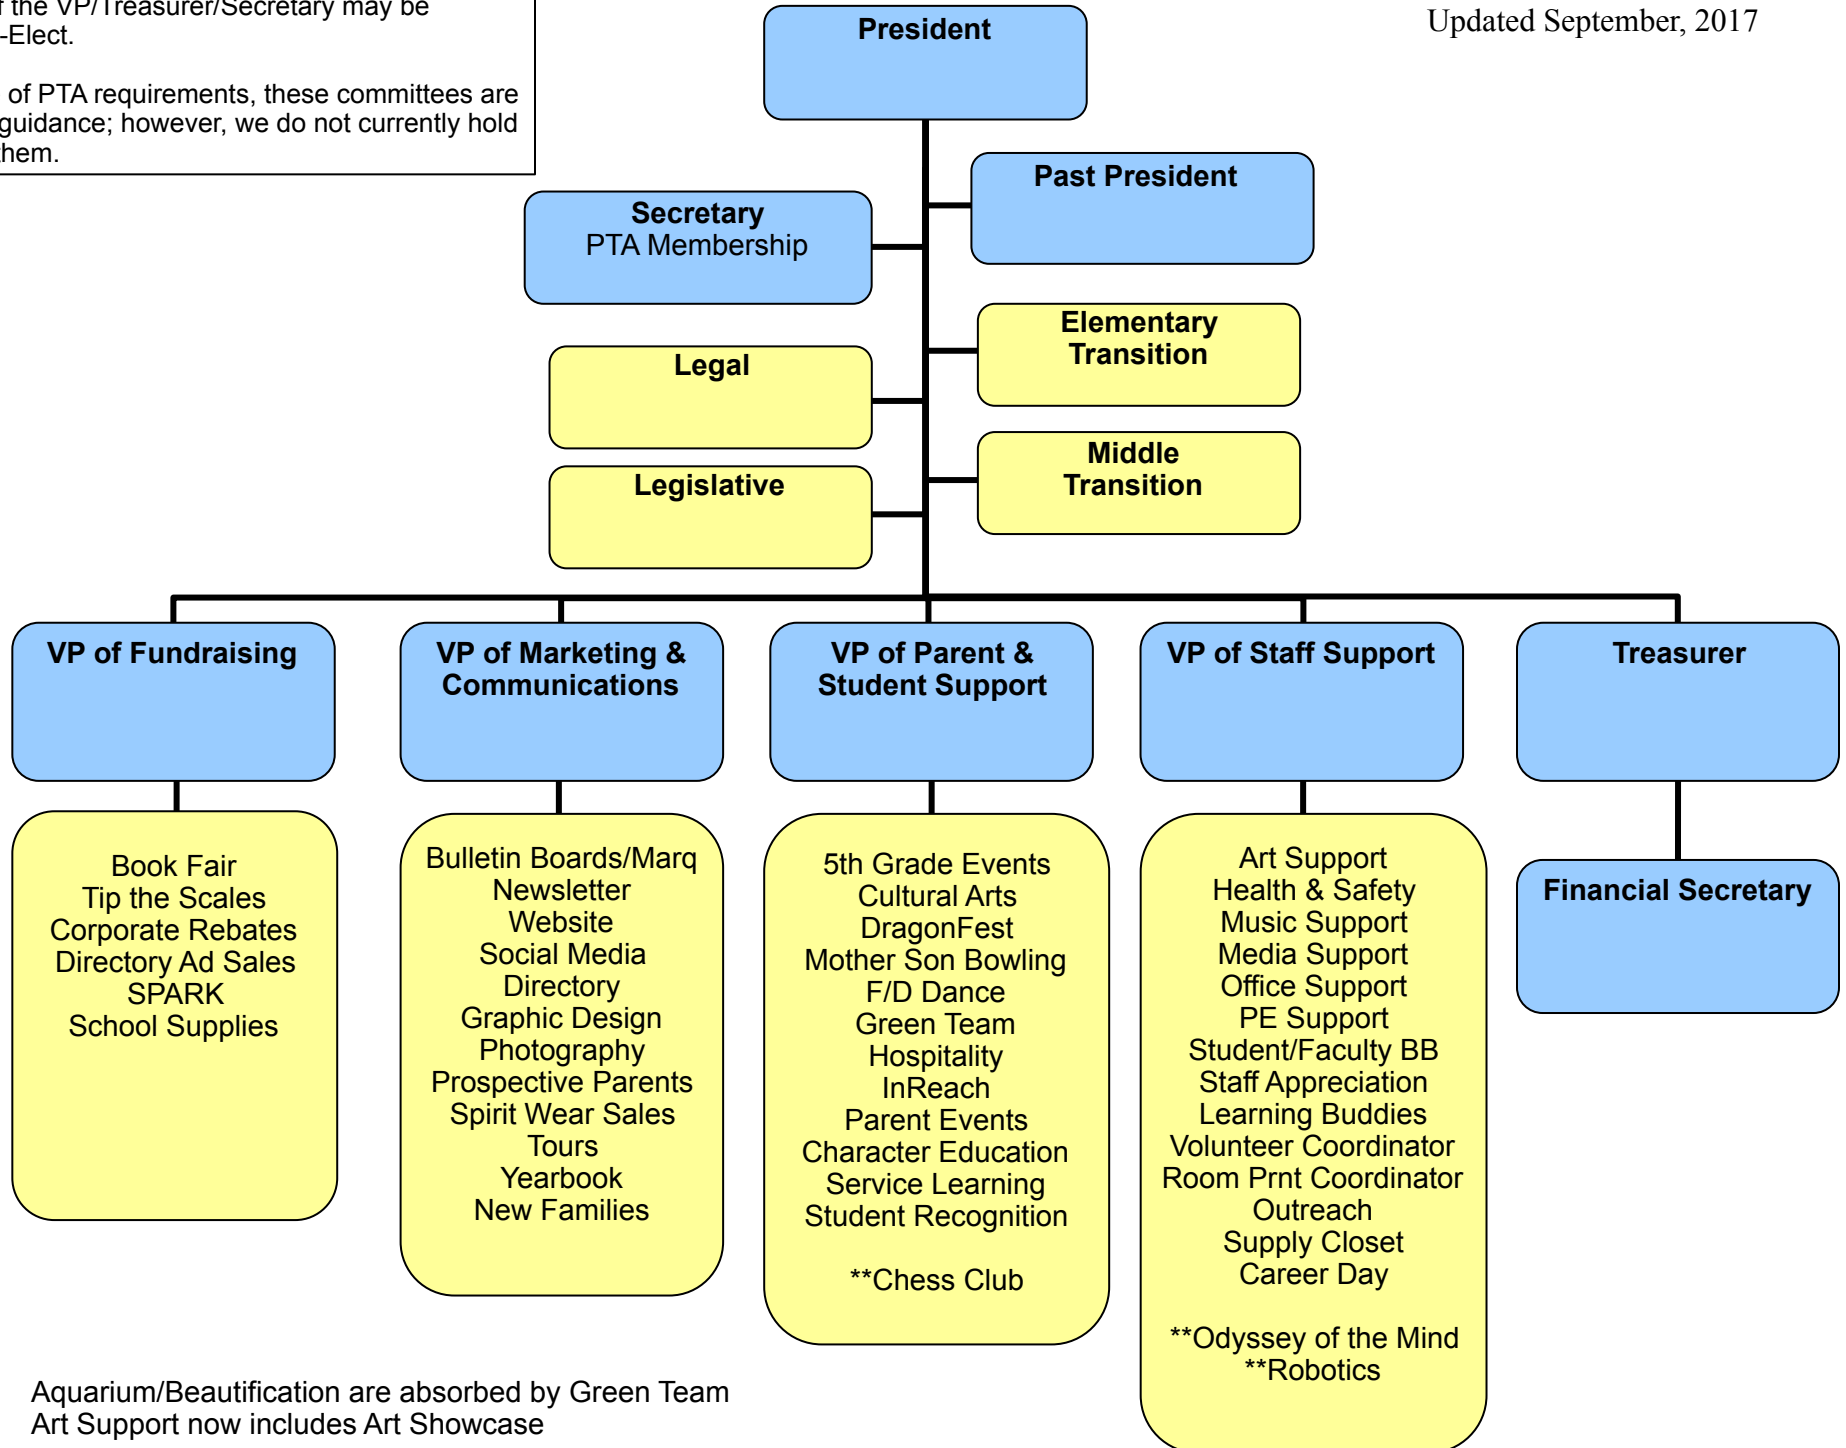 f the VP/Treasurer/Secretary may be
-Elect.
of PTA requirements, these committees are
guidance; however, we do not currently hold
them.
Updated September, 2017
President
Past President
Secretary
PTA Membership
Elementary
Transition
Legal
Middle
Transition
Legislative
VP of Fundraising
VP of Marketing &
Communications
VP of Parent &
Student Support
VP of Staff Support
Treasurer
Book Fair
Tip the Scales
Corporate Rebates
Directory Ad Sales
SPARK
School Supplies
Bulletin Boards/Marq
Newsletter
Website
Social Media
Directory
Graphic Design
Photography
Prospective Parents
Spirit Wear Sales
Tours
Yearbook
New Families
5th Grade Events
Cultural Arts
DragonFest
Mother Son Bowling
F/D Dance
Green Team
Hospitality
InReach
Parent Events
Character Education
Service Learning
Student Recognition
**Chess Club
Art Support
Health & Safety
Music Support
Media Support
Office Support
PE Support
Student/Faculty BB
Staff Appreciation
Learning Buddies
Volunteer Coordinator
Room Prnt Coordinator
Outreach
Supply Closet
Career Day
**Odyssey of the Mind
**Robotics
Financial Secretary
Aquarium/Beautification are absorbed by Green Team
Art Support now includes Art Showcase